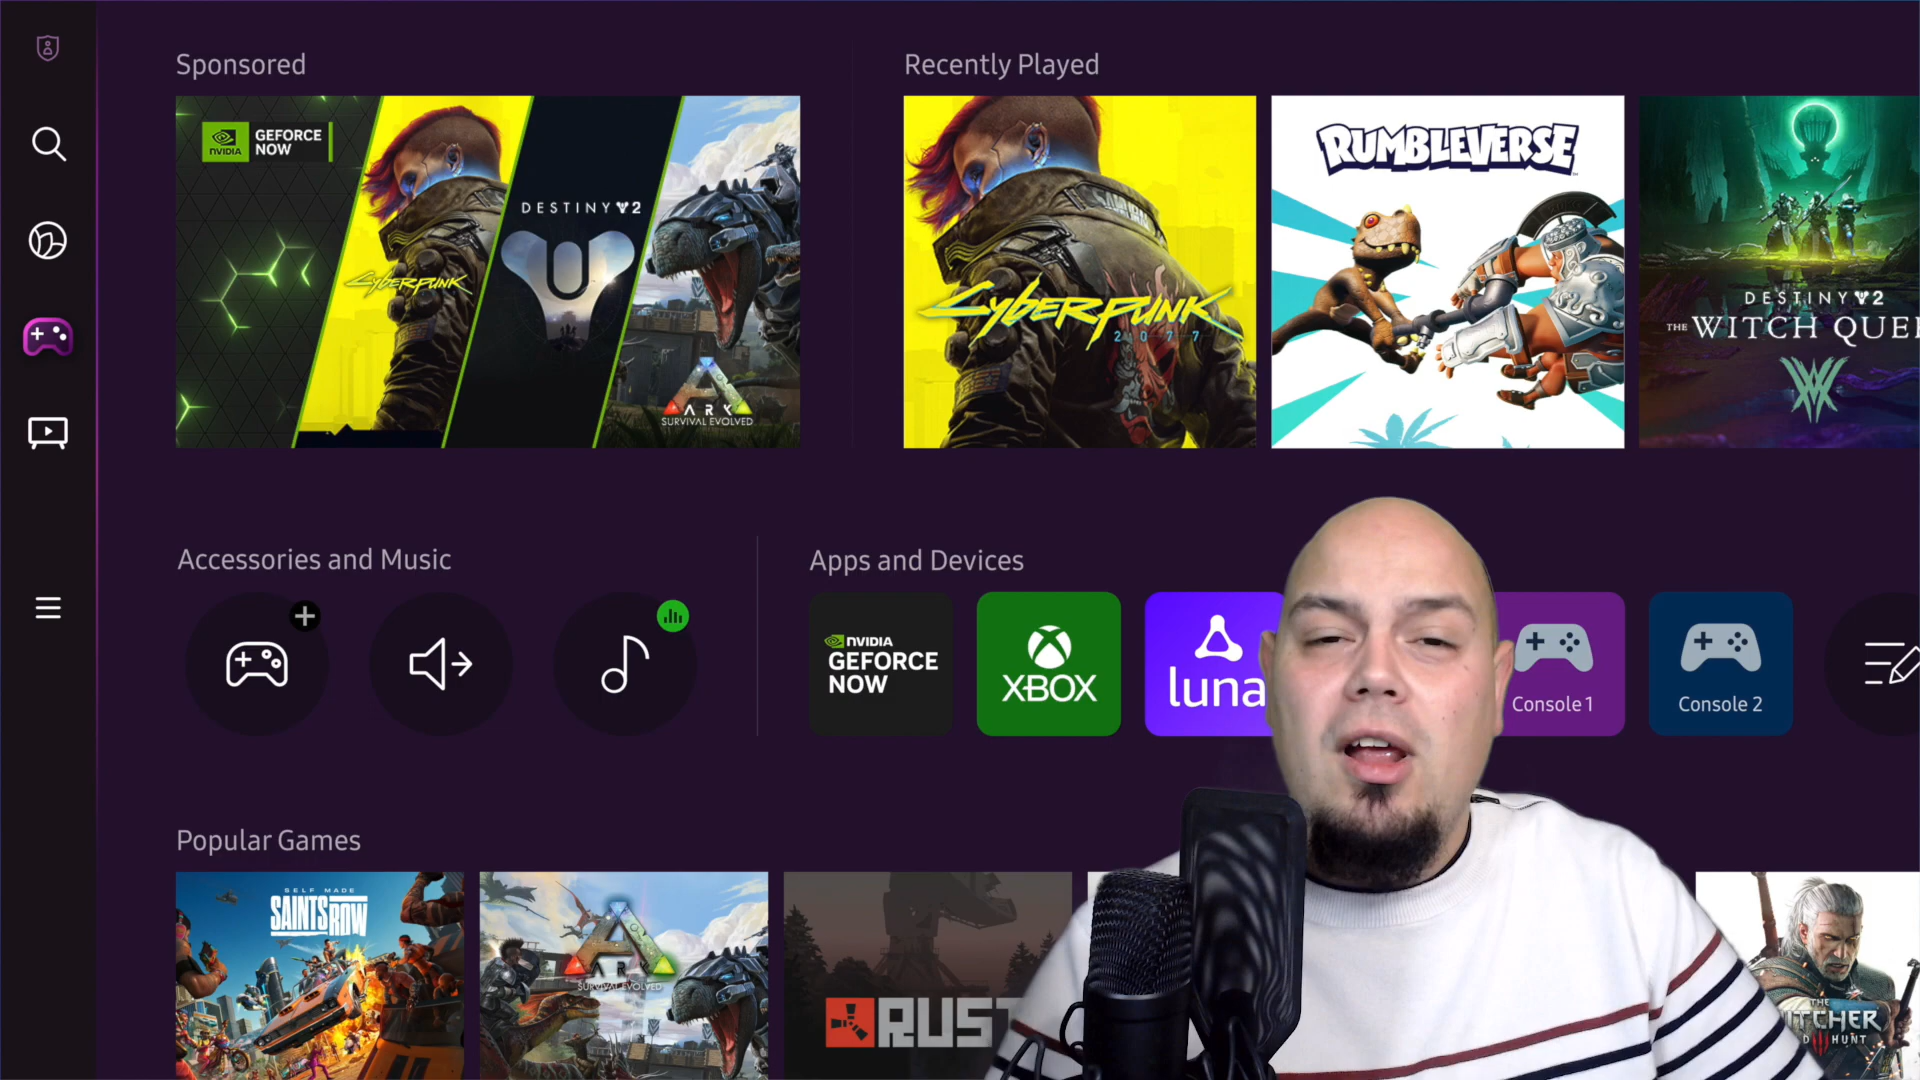 Sponsored
NVIDIA
GEFORCE
NOW
CYBERPUNK
DESTINY 2
ARK
SURVIVAL EVOLVED
Recently Played
CYBERPUNK
2077
RUMBLEVERSE
DESTINY 2
THE WITCH QUE
Accessories and Music
Apps and Devices
NVIDIA
GEFORCE
NOW
XBOX
luna
Console 1
Console 2
Popular Games
SELF MADE
SAINTS ROW
ARK
SURVIVAL EVOLVED
RUST
THE
ITCHER
D HUNT